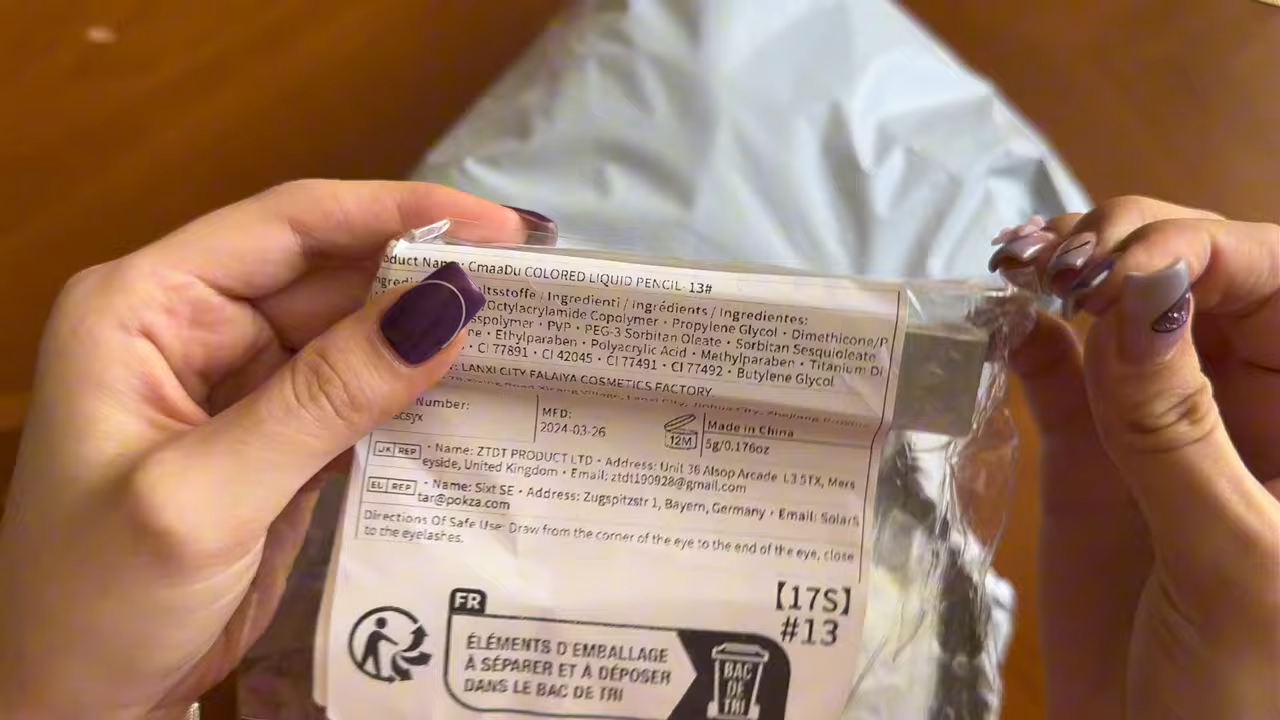 oduct Nam : CmaaDu COLORED LIQUID PENCIL- 13#
ngredi ltsstoffe / Ingredienti / ingrédients / Ingredientes:
Octylacrylamide Copolymer · Propylene Glycol · Dimethicone/P
ospolymer · PVP · PEG-3 Sorbitan Oleate · Sorbitan Sesquioleate
ne · Ethylparaben · Polyacrylic Acid · Methylparaben · Titanium Di
· CI 77891 · CI 42045 · CI 77491 · CI 77492 · Butylene Glycol
: LANXI CITY FALAIYA COSMETICS FACTORY
Number:
scsyx
MFD:
2024-03-26
12M
Made in China
5g/0.176oz
UK REP · Name: ZTDT PRODUCT LTD · Address: Unit 36 Alsop Arcade L3 5TX, Mers
eyside, United Kingdom · Email: ztdt190928@gmail.com
EU REP · Name: Sixt SE · Address: Zugspitzstr 1, Bayern, Germany · Email: Solars
tar@pokza.com
Directions Of Safe Use: Draw from the corner of the eye to the end of the eye, close
to the eyelashes.
【17S】
#13
FR
ÉLÉMENTS D'EMBALLAGE
À SÉPARER ET À DÉPOSER
DANS LE BAC DE TRI
BAC
DE
TRI